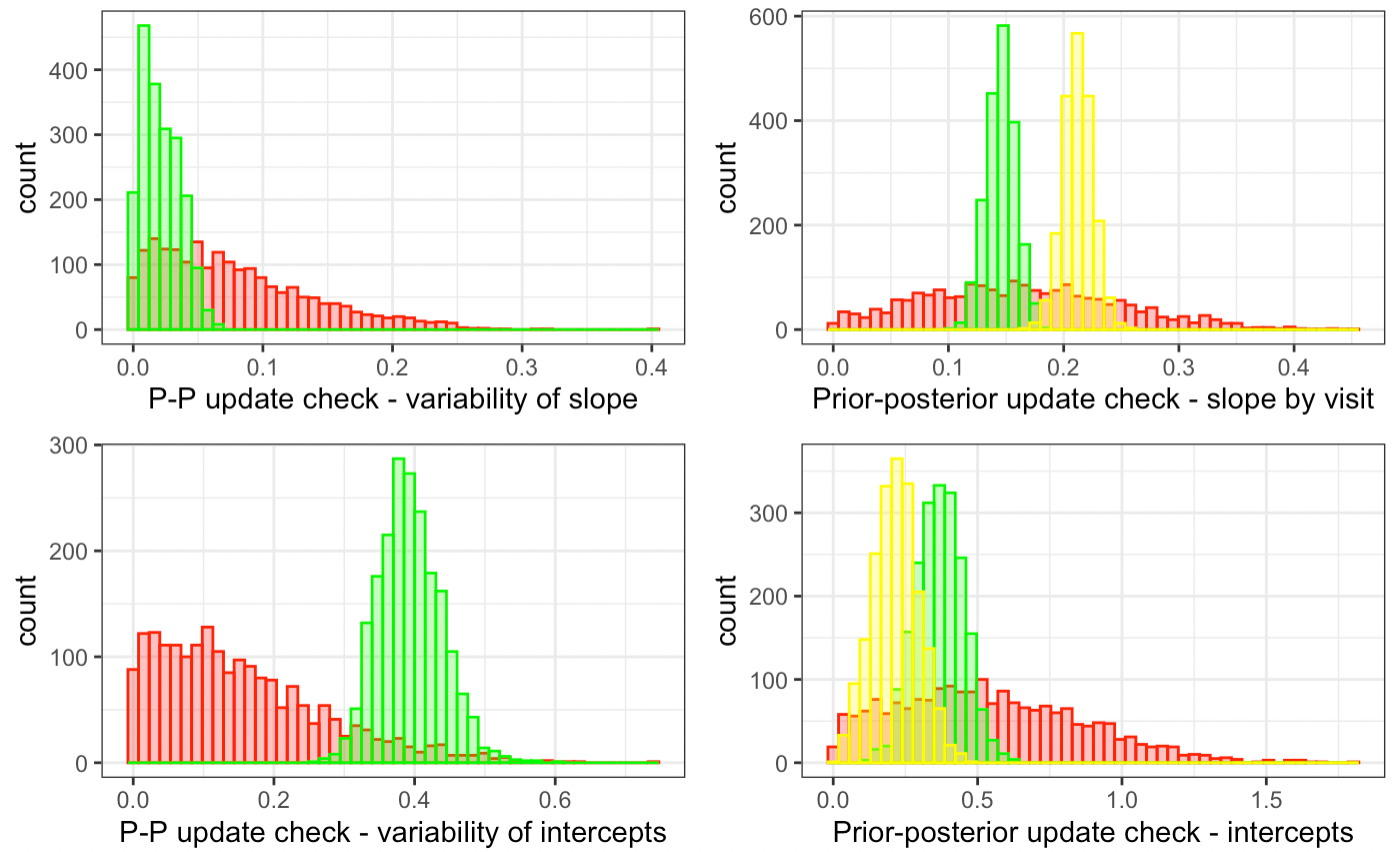 400
300
200
100
0
count
0.0 0.1 0.2 0.3 0.4
P-P update check - variability of slope
600
400
200
0
count
0.0 0.1 0.2 0.3 0.4
Prior-posterior update check - slope by visit
300
200
100
0
count
0.0 0.2 0.4 0.6
P-P update check - variability of intercepts
300
200
100
0
count
0.0 0.5 1.0 1.5
Prior-posterior update check - intercepts